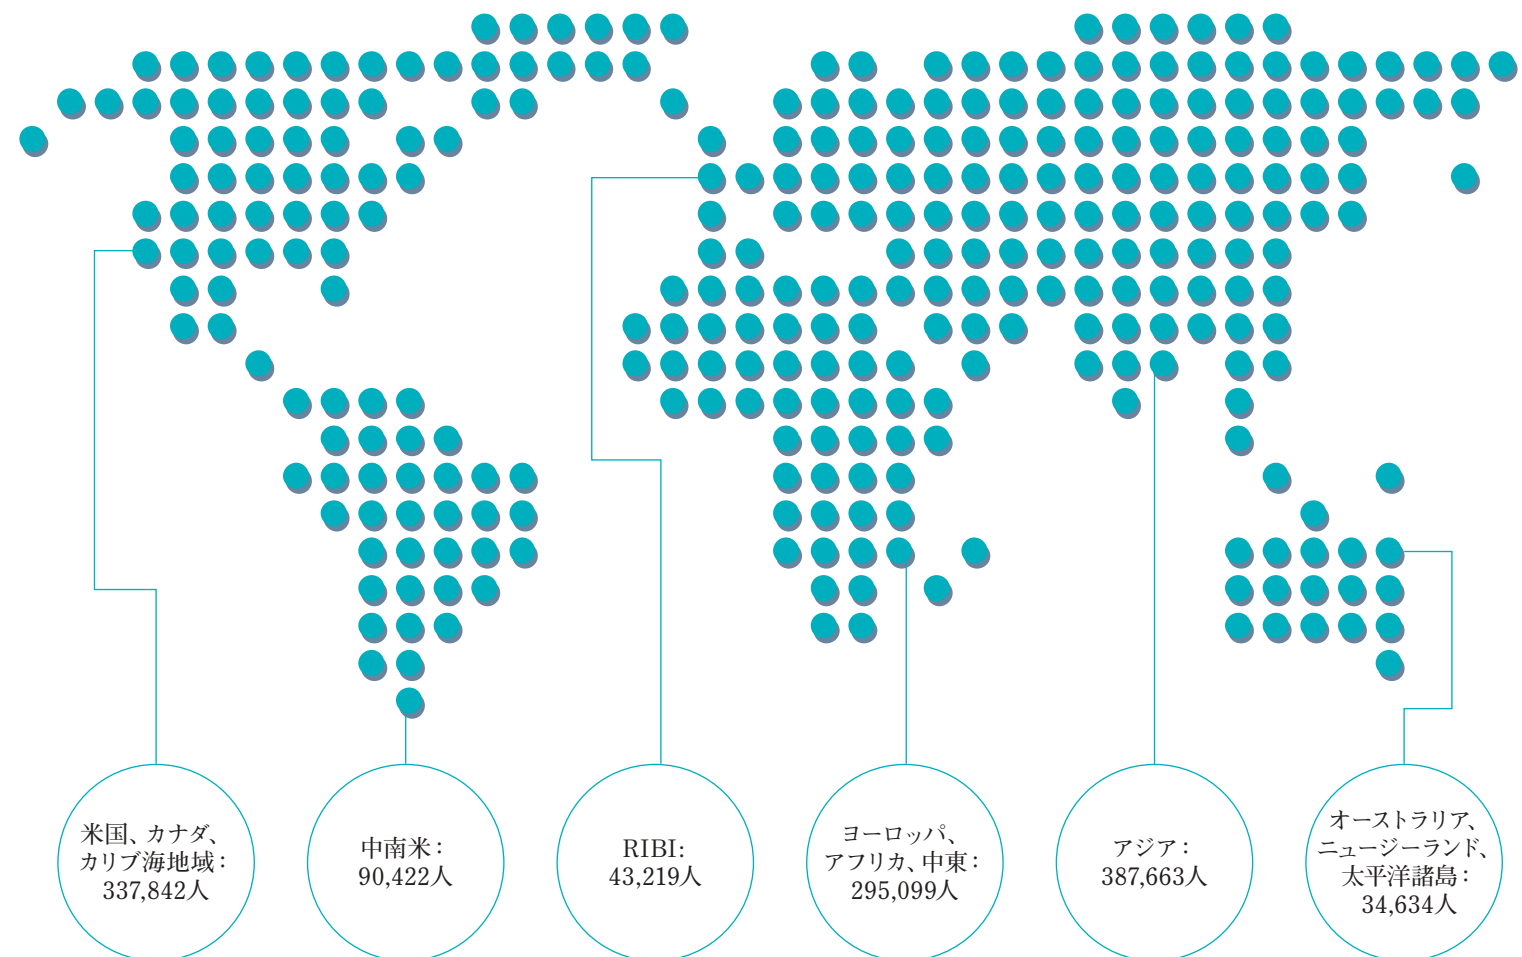 米国、カナダ、
カリブ海地域：
337,842人
中南米：
90,422人
RIBI：
43,219人
ヨーロッパ、
アフリカ、中東：
295,099人
アジア：
387,663人
オーストラリア、
ニュージーランド、
太平洋諸島：
34,634人